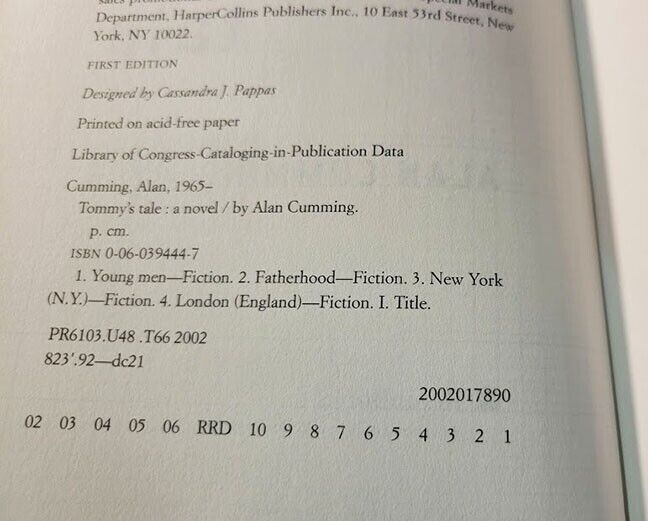 Markets
Department, HarperCollins Publishers Inc., 10 East 53rd Street, New
York, NY 10022.
FIRST EDITION
Designed by Cassandra J. Pappas
Printed on acid-free paper
Library of Congress-Cataloging-in-Publication Data
Cumming, Alan, 1965–
Tommy's tale : a novel / by Alan Cumming.
p. cm.
ISBN 0-06-039444-7
1. Young men—Fiction. 2. Fatherhood—Fiction. 3. New York
(N.Y.)—Fiction. 4. London (England)—Fiction. I. Title.
PR6103.U48 .T66 2002
823'.92—dc21
2002017890
02 03 04 05 06 RRD 10 9 8 7 6 5 4 3 2 1